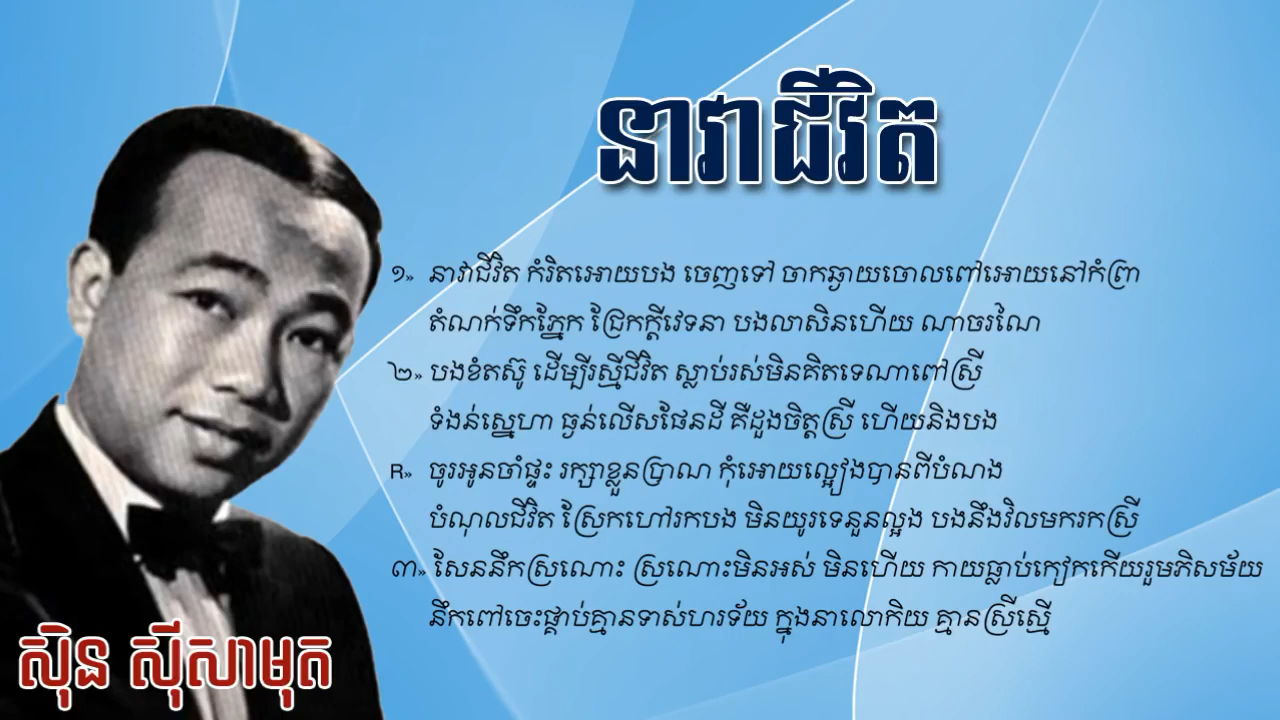 នាវាជីវិត
១» នាវាជីវិត កំរិតអោយបង ចេញទៅ ចាកឆ្ងាយចោលពៅអោយនៅកំព្រា
តំណក់ទឹកភ្នែក ជ្រែកក្ដីវេទនា បងលាសិនហើយ ណាចរណៃ
២» បងខំតស៊ូ ដើម្បីរស្មីជីវិត ស្លាប់រស់មិនគិតទេណាពៅស្រី
ទំងន់ស្នេហា ធ្ងន់លើសផែនដី គឺដួងចិត្តស្រី ហើយនិងបង
R» ចូរអូនចាំផ្ទះ រក្សាខ្លួនប្រាណ កុំអោយល្អៀងបានពីបំណង
បំណុលជីវិត ស្រែកហៅរកបង មិនយូរទេនួនល្អង បងនឹងវិលមករកស្រី
៣» សែននឹកស្រណោះ ស្រណោះមិនអស់ មិនហើយ កាយធ្លាប់កៀកកើយរួមភិសម័យ
នឹកពៅចេះផ្គាប់គ្មានទាស់ហរទ័យ ក្នុងនាលោកិយ គ្មានស្រីស្មើ
ស៊ិន ស៊ីសាមុត